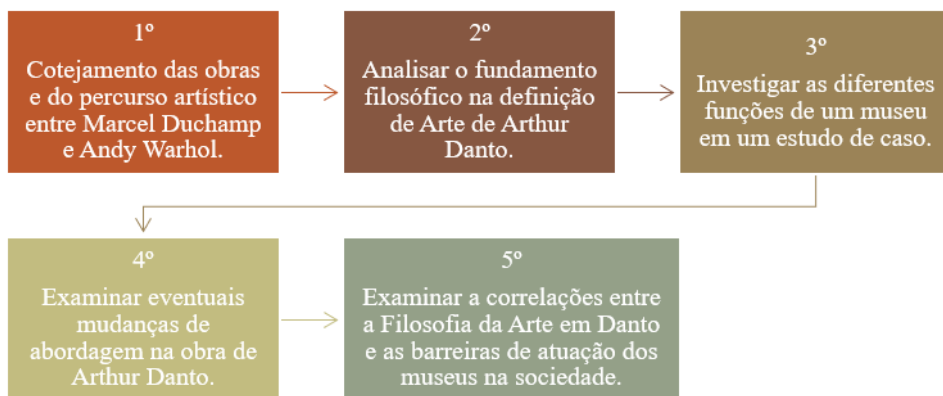 1º
Cotejamento das obras
e do percurso artístico
entre Marcel Duchamp
e Andy Warhol.
2º
Analisar o fundamento
filosófico na definição
de Arte de Arthur
Danto.
3º
Investigar as diferentes
funções de um museu
em um estudo de caso.
4º
Examinar eventuais
mudanças de
abordagem na obra de
Arthur Danto.
5º
Examinar a correlações entre
a Filosofia da Arte em Danto
e as barreiras de atuação dos
museus na sociedade.